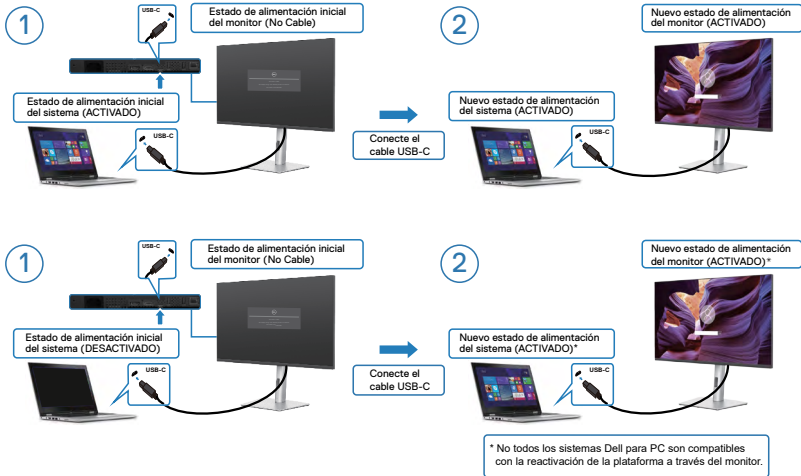 1
USB-C
Estado de alimentación inicial
del monitor (No Cable)
Estado de alimentación inicial
del sistema (ACTIVADO)
USB-C
Conecte el
cable USB-C
2
Nuevo estado de alimentación
del monitor (ACTIVADO)
Nuevo estado de alimentación
del sistema (ACTIVADO)
USB-C
1
USB-C
Estado de alimentación inicial
del monitor (No Cable)
Estado de alimentación inicial
del sistema (DESACTIVADO)
USB-C
Conecte el
cable USB-C
2
Nuevo estado de alimentación
del monitor (ACTIVADO)*
Nuevo estado de alimentación
del sistema (ACTIVADO)*
USB-C
* No todos los sistemas Dell para PC son compatibles
con la reactivación de la plataforma a través del monitor.